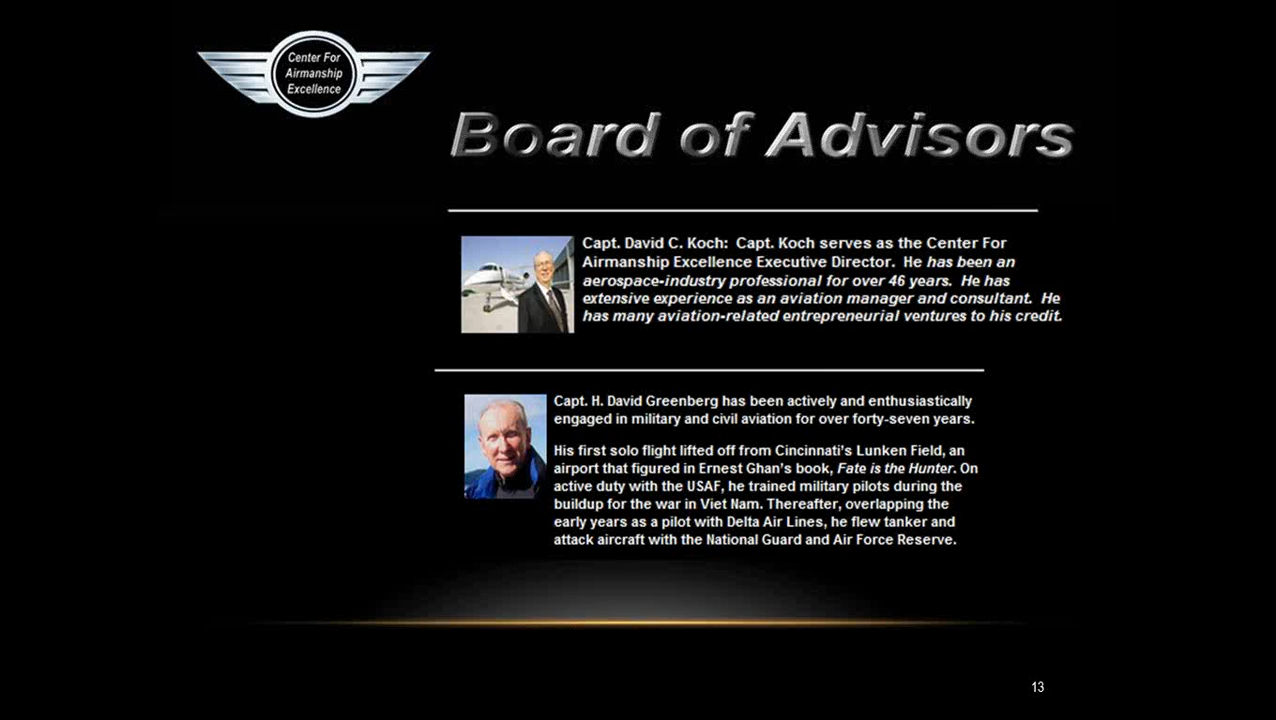 Center For
Airmanship
Excellence
Board of Advisors
Capt. David C. Koch:  Capt. Koch serves as the Center For
Airmanship Excellence Executive Director.  He has been an
aerospace-industry professional for over 46 years.  He has
extensive experience as an aviation manager and consultant.  He
has many aviation-related entrepreneurial ventures to his credit.
Capt. H. David Greenberg has been actively and enthusiastically
engaged in military and civil aviation for over forty-seven years.
His first solo flight lifted off from Cincinnati's Lunken Field, an
airport that figured in Ernest Ghan's book, Fate is the Hunter. On
active duty with the USAF, he trained military pilots during the
buildup for the war in Viet Nam. Thereafter, overlapping the
early years as a pilot with Delta Air Lines, he flew tanker and
attack aircraft with the National Guard and Air Force Reserve.
13